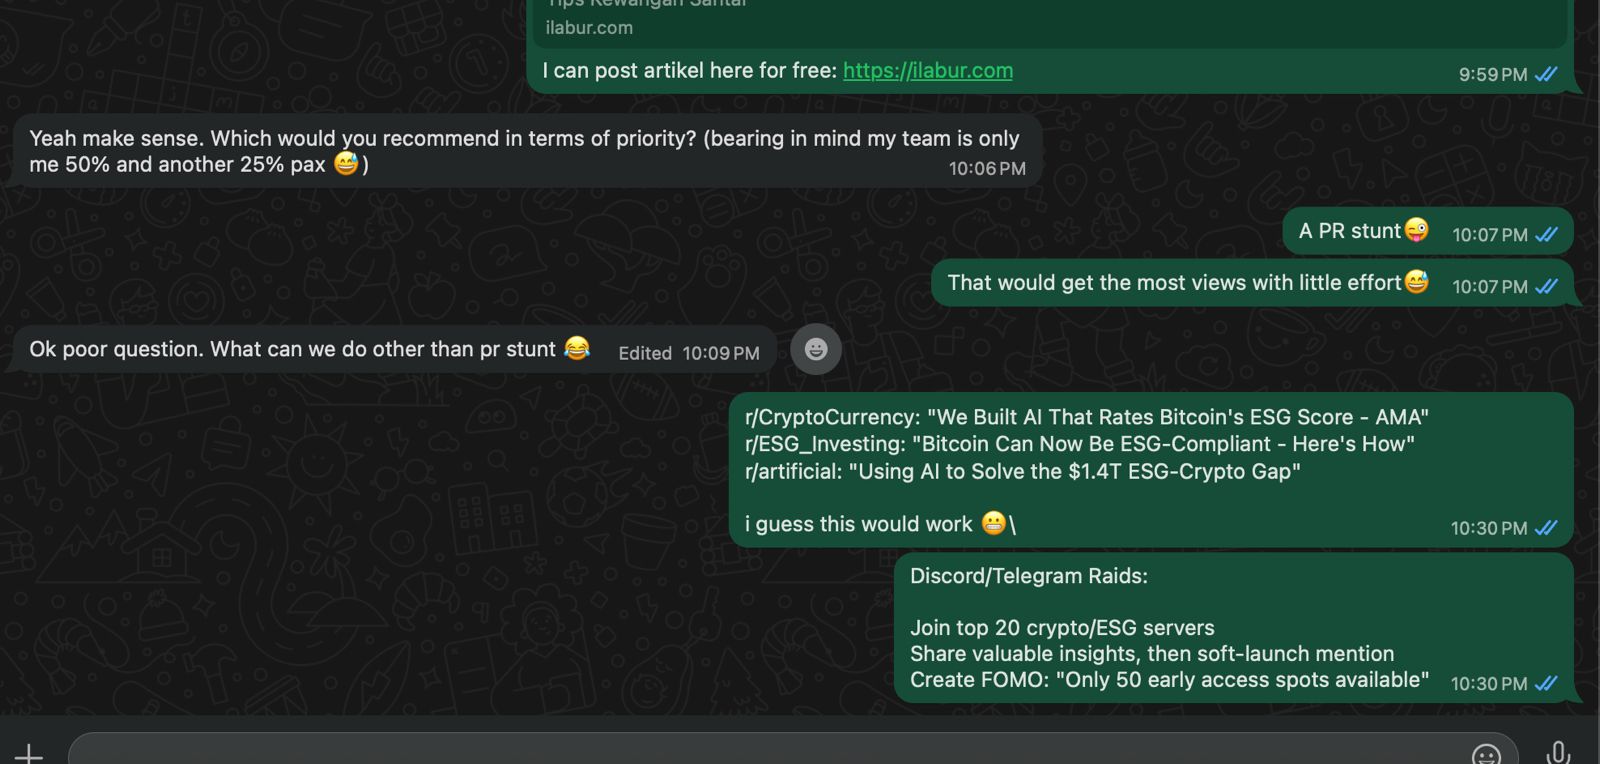 Tips Kewangan Santai
ilabur.com
I can post artikel here for free: https://ilabur.com
9:59 PM
Yeah make sense. Which would you recommend in terms of priority? (bearing in mind my team is only
me 50% and another 25% pax 😅)
10:06 PM
A PR stunt😜 10:07 PM
That would get the most views with little effort😅 10:07 PM
Ok poor question. What can we do other than pr stunt 😂 Edited 10:09 PM
r/CryptoCurrency: "We Built AI That Rates Bitcoin's ESG Score - AMA"
r/ESG_Investing: "Bitcoin Can Now Be ESG-Compliant - Here's How"
r/artificial: "Using AI to Solve the $1.4T ESG-Crypto Gap"
i guess this would work 😬\
10:30 PM
Discord/Telegram Raids:
Join top 20 crypto/ESG servers
Share valuable insights, then soft-launch mention
Create FOMO: "Only 50 early access spots available" 10:30 PM